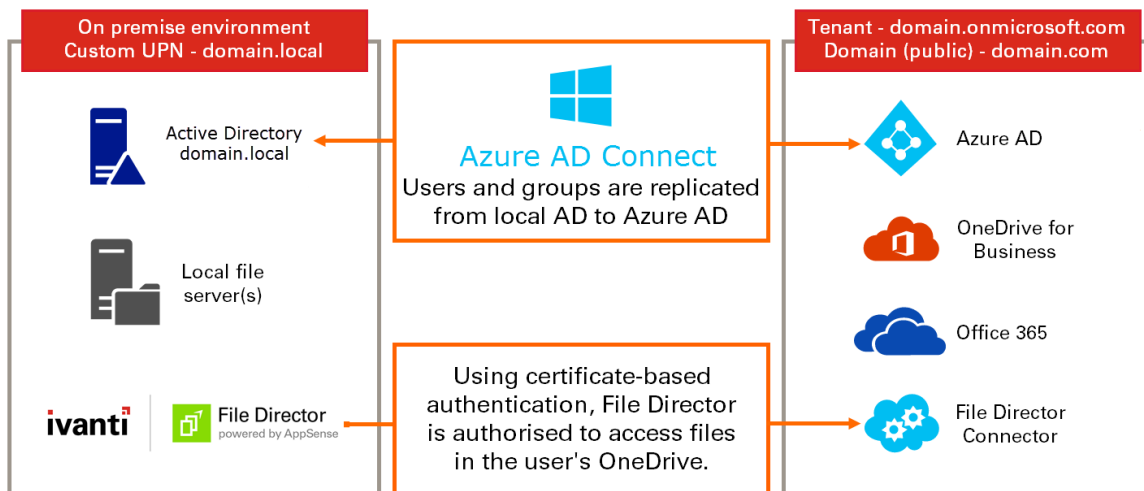 On premise environment
Custom UPN - domain.local
Active Directory
domain.local
Local file
server(s)
ivanti
File Director
powered by AppSense
Azure AD Connect
Users and groups are replicated
from local AD to Azure AD
Using certificate-based
authentication, File Director
is authorised to access files
in the user's OneDrive.
Tenant - domain.onmicrosoft.com
Domain (public) - domain.com
Azure AD
OneDrive for
Business
Office 365
File Director
Connector